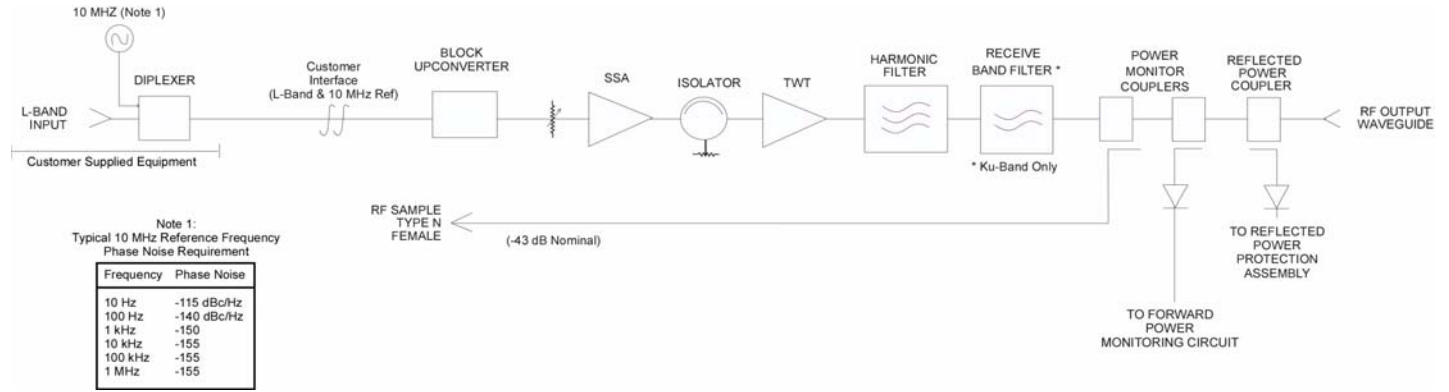 10 MHZ (Note 1)
DIPLEXER
L-BAND
INPUT
Customer Supplied Equipment
Customer
Interface
(L-Band & 10 MHz Ref)
BLOCK
UPCONVERTER
SSA
ISOLATOR
TWT
HARMONIC
FILTER
RECEIVE
BAND FILTER *
* Ku-Band Only
POWER
MONITOR
COUPLERS
REFLECTED
POWER
COUPLER
RF OUTPUT
WAVEGUIDE
RF SAMPLE
TYPE N
FEMALE
(-43 dB Nominal)
TO REFLECTED
POWER
PROTECTION
ASSEMBLY
TO FORWARD
POWER
MONITORING CIRCUIT
Note 1:
Typical 10 MHz Reference Frequency
Phase Noise Requirement
Frequency Phase Noise
10 Hz -115 dBc/Hz
100 Hz -140 dBc/Hz
1 kHz -150
10 kHz -155
100 kHz -155
1 MHz -155